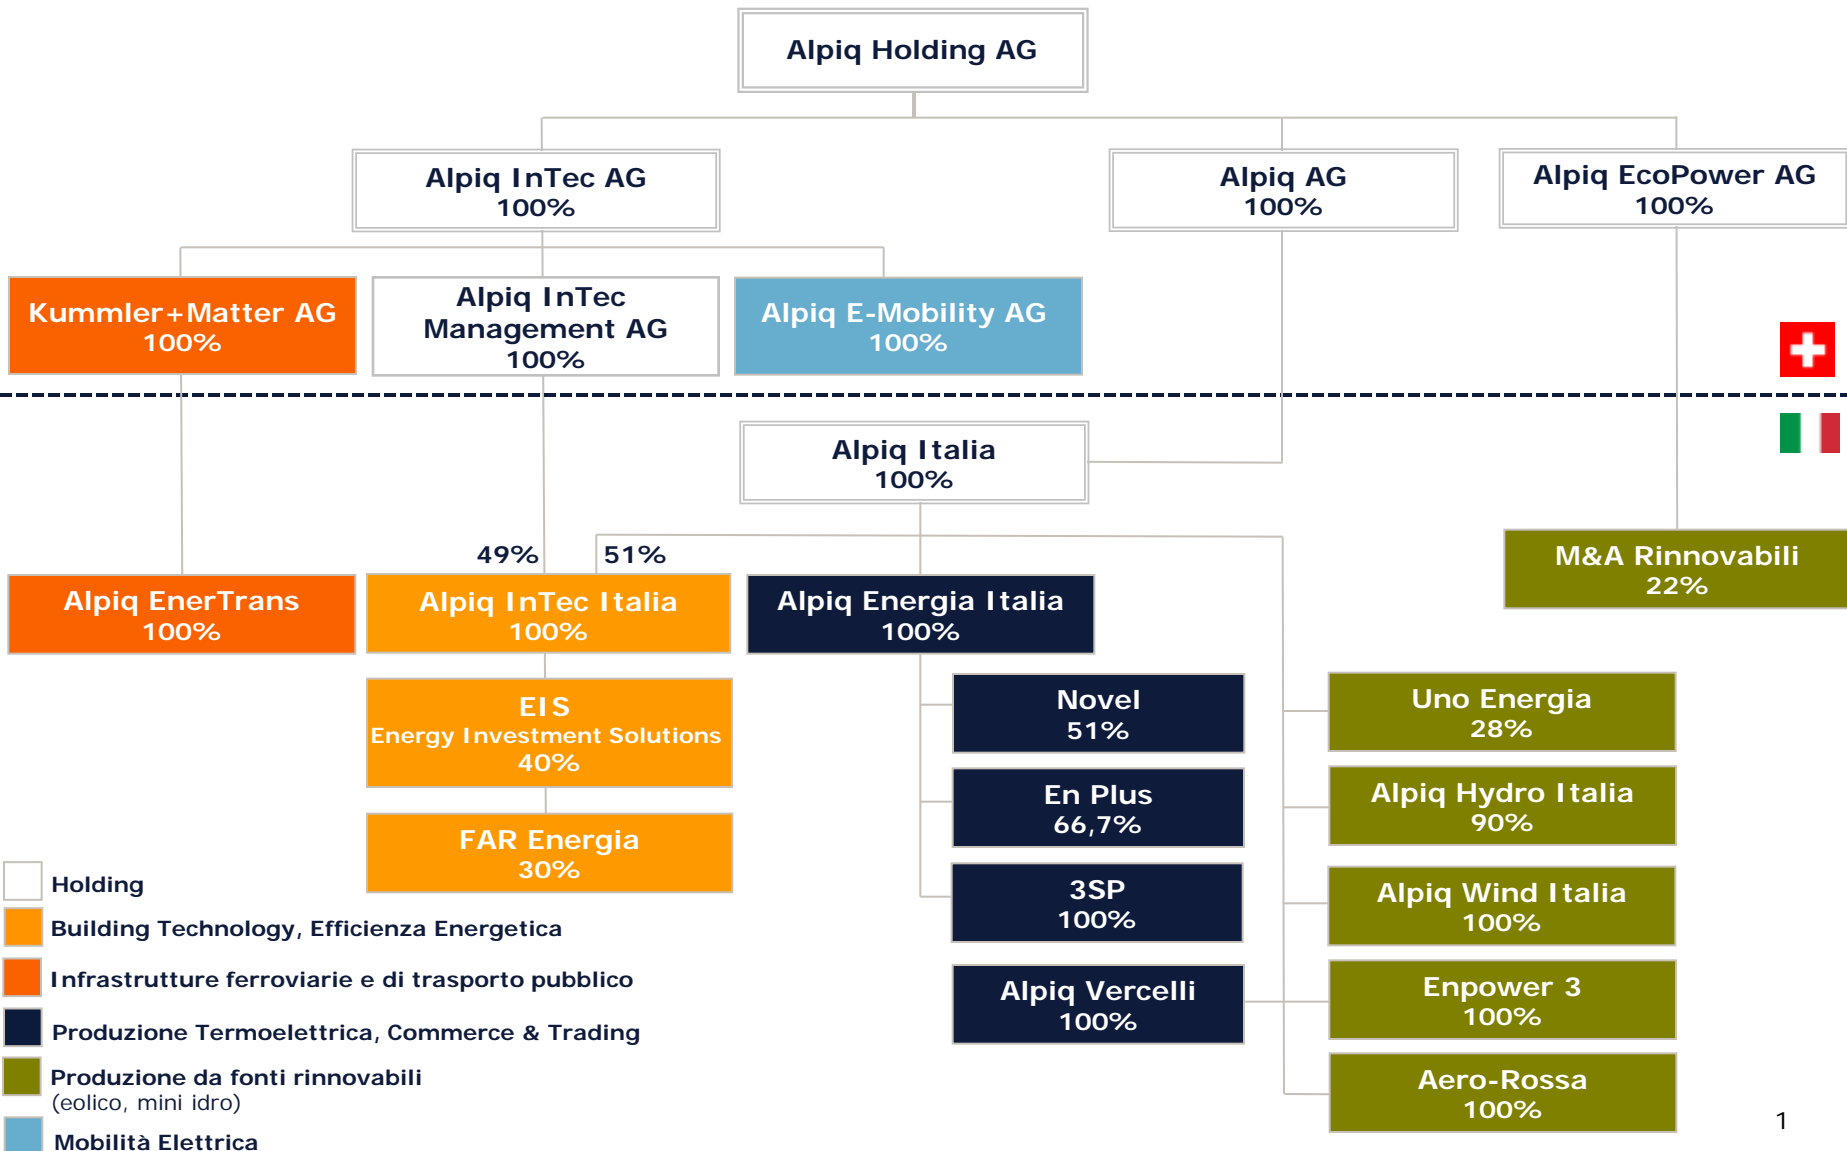 Alpiq Holding AG
Alpiq InTec AG
100%
Alpiq AG
100%
Alpiq EcoPower AG
100%
Kummler+Matter AG
100%
Alpiq InTec
Management AG
100%
Alpiq E-Mobility AG
100%
Alpiq Italia
100%
49%
51%
M&A Rinnovabili
22%
Alpiq EnerTrans
100%
Alpiq InTec Italia
100%
Alpiq Energia Italia
100%
EIS
Energy Investment Solutions
40%
FAR Energia
30%
Novel
51%
En Plus
66,7%
3SP
100%
Alpiq Vercelli
100%
Uno Energia
28%
Alpiq Hydro Italia
90%
Alpiq Wind Italia
100%
Enpower 3
100%
Aero-Rossa
100%
Holding
Building Technology, Efficienza Energetica
Infrastrutture ferroviarie e di trasporto pubblico
Produzione Termoelettrica, Commerce & Trading
Produzione da fonti rinnovabili
(eolico, mini idro)
Mobilità Elettrica
1